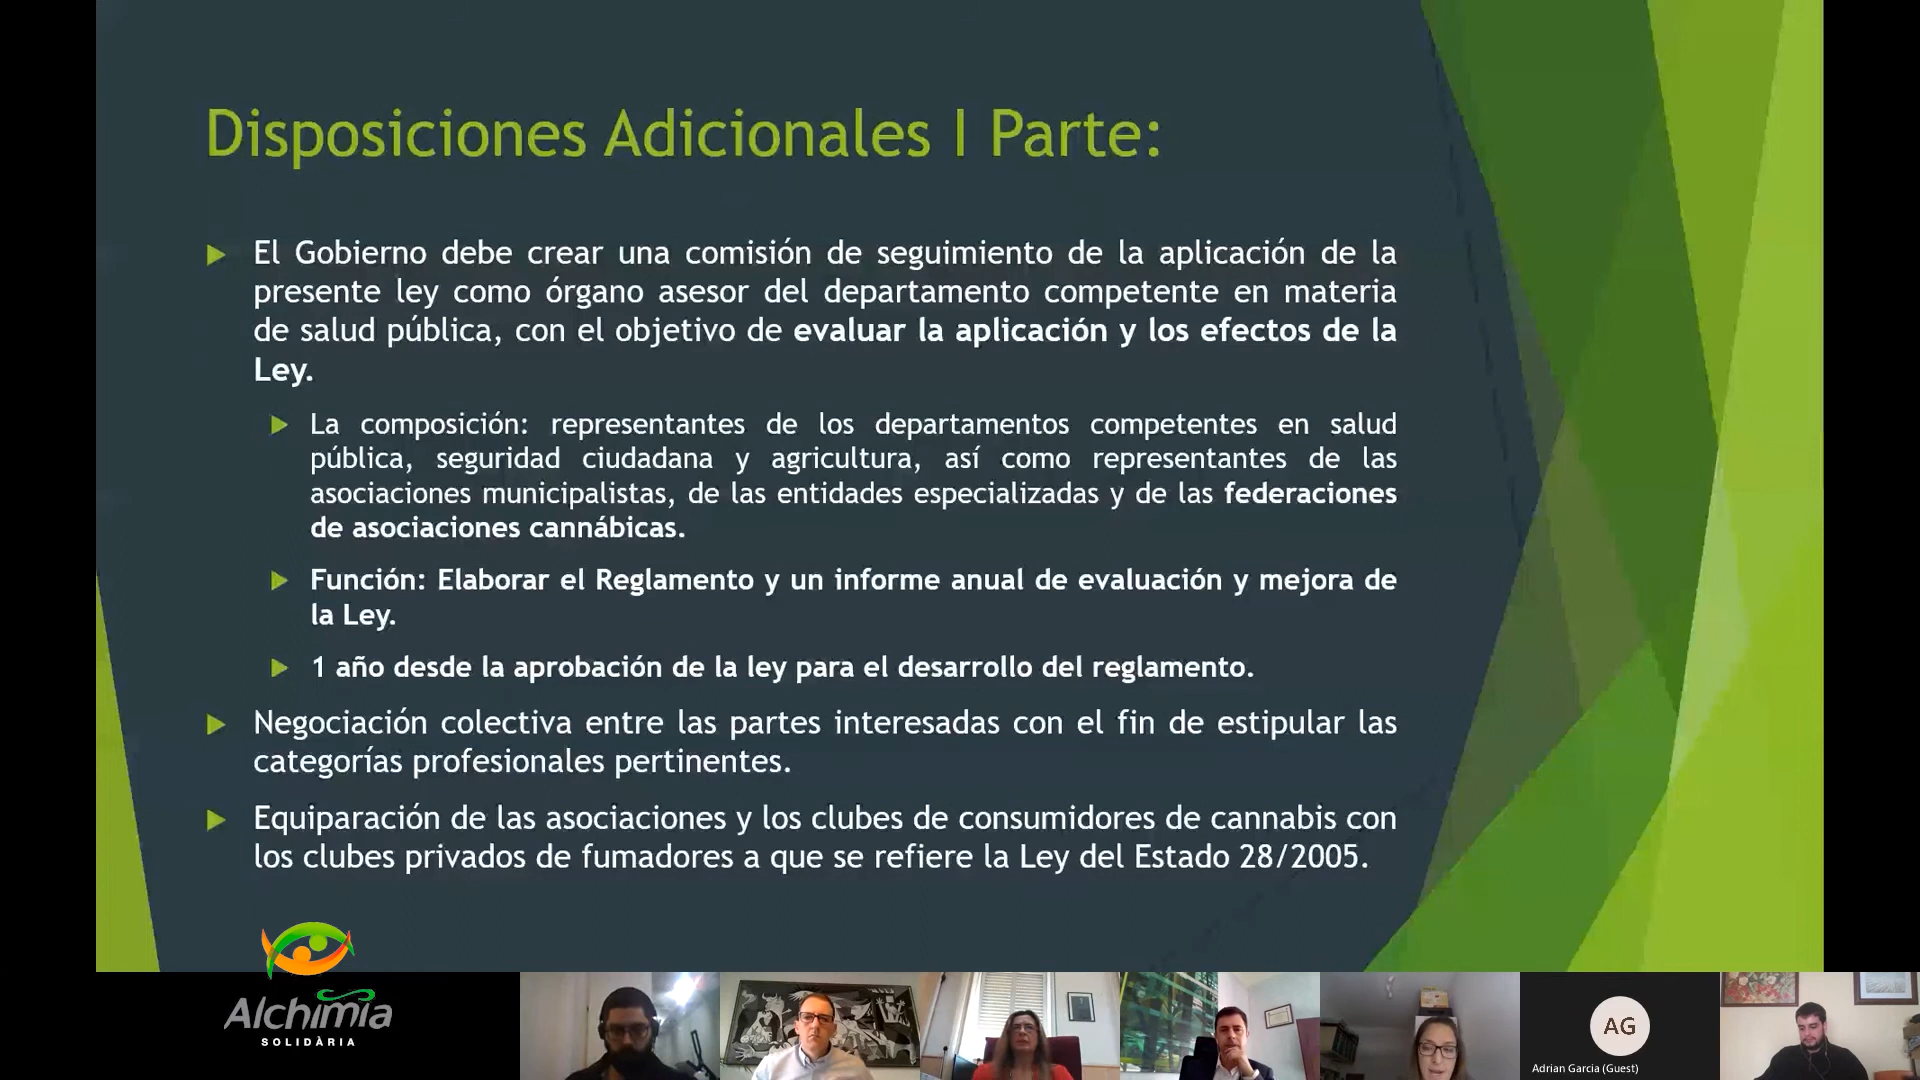 Disposiciones Adicionales I Parte:
El Gobierno debe crear una comisión de seguimiento de la aplicación de la
presente ley como órgano asesor del departamento competente en materia
de salud pública, con el objetivo de evaluar la aplicación y los efectos de la
Ley.
La composición: representantes de los departamentos competentes en salud
pública, seguridad ciudadana y agricultura, así como representantes de las
asociaciones municipalistas, de las entidades especializadas y de las federaciones
de asociaciones cannábicas.
Función: Elaborar el Reglamento y un informe anual de evaluación y mejora de
la Ley.
1 año desde la aprobación de la ley para el desarrollo del reglamento.
Negociación colectiva entre las partes interesadas con el fin de estipular las
categorías profesionales pertinentes.
Equiparación de las asociaciones y los clubes de consumidores de cannabis con
los clubes privados de fumadores a que se refiere la Ley del Estado 28/2005.
Alchimia
SOLIDÀRIA
AG
Adrian Garcia (Guest)